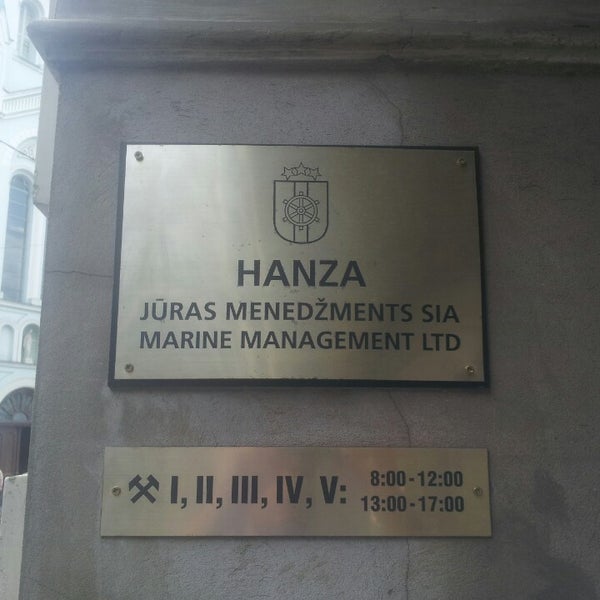 HANZA
JŪRAS MENEDŽMENTS SIA
MARINE MANAGEMENT LTD
⚒ I, II, III, IV, V: 8:00-12:00
13:00-17:00